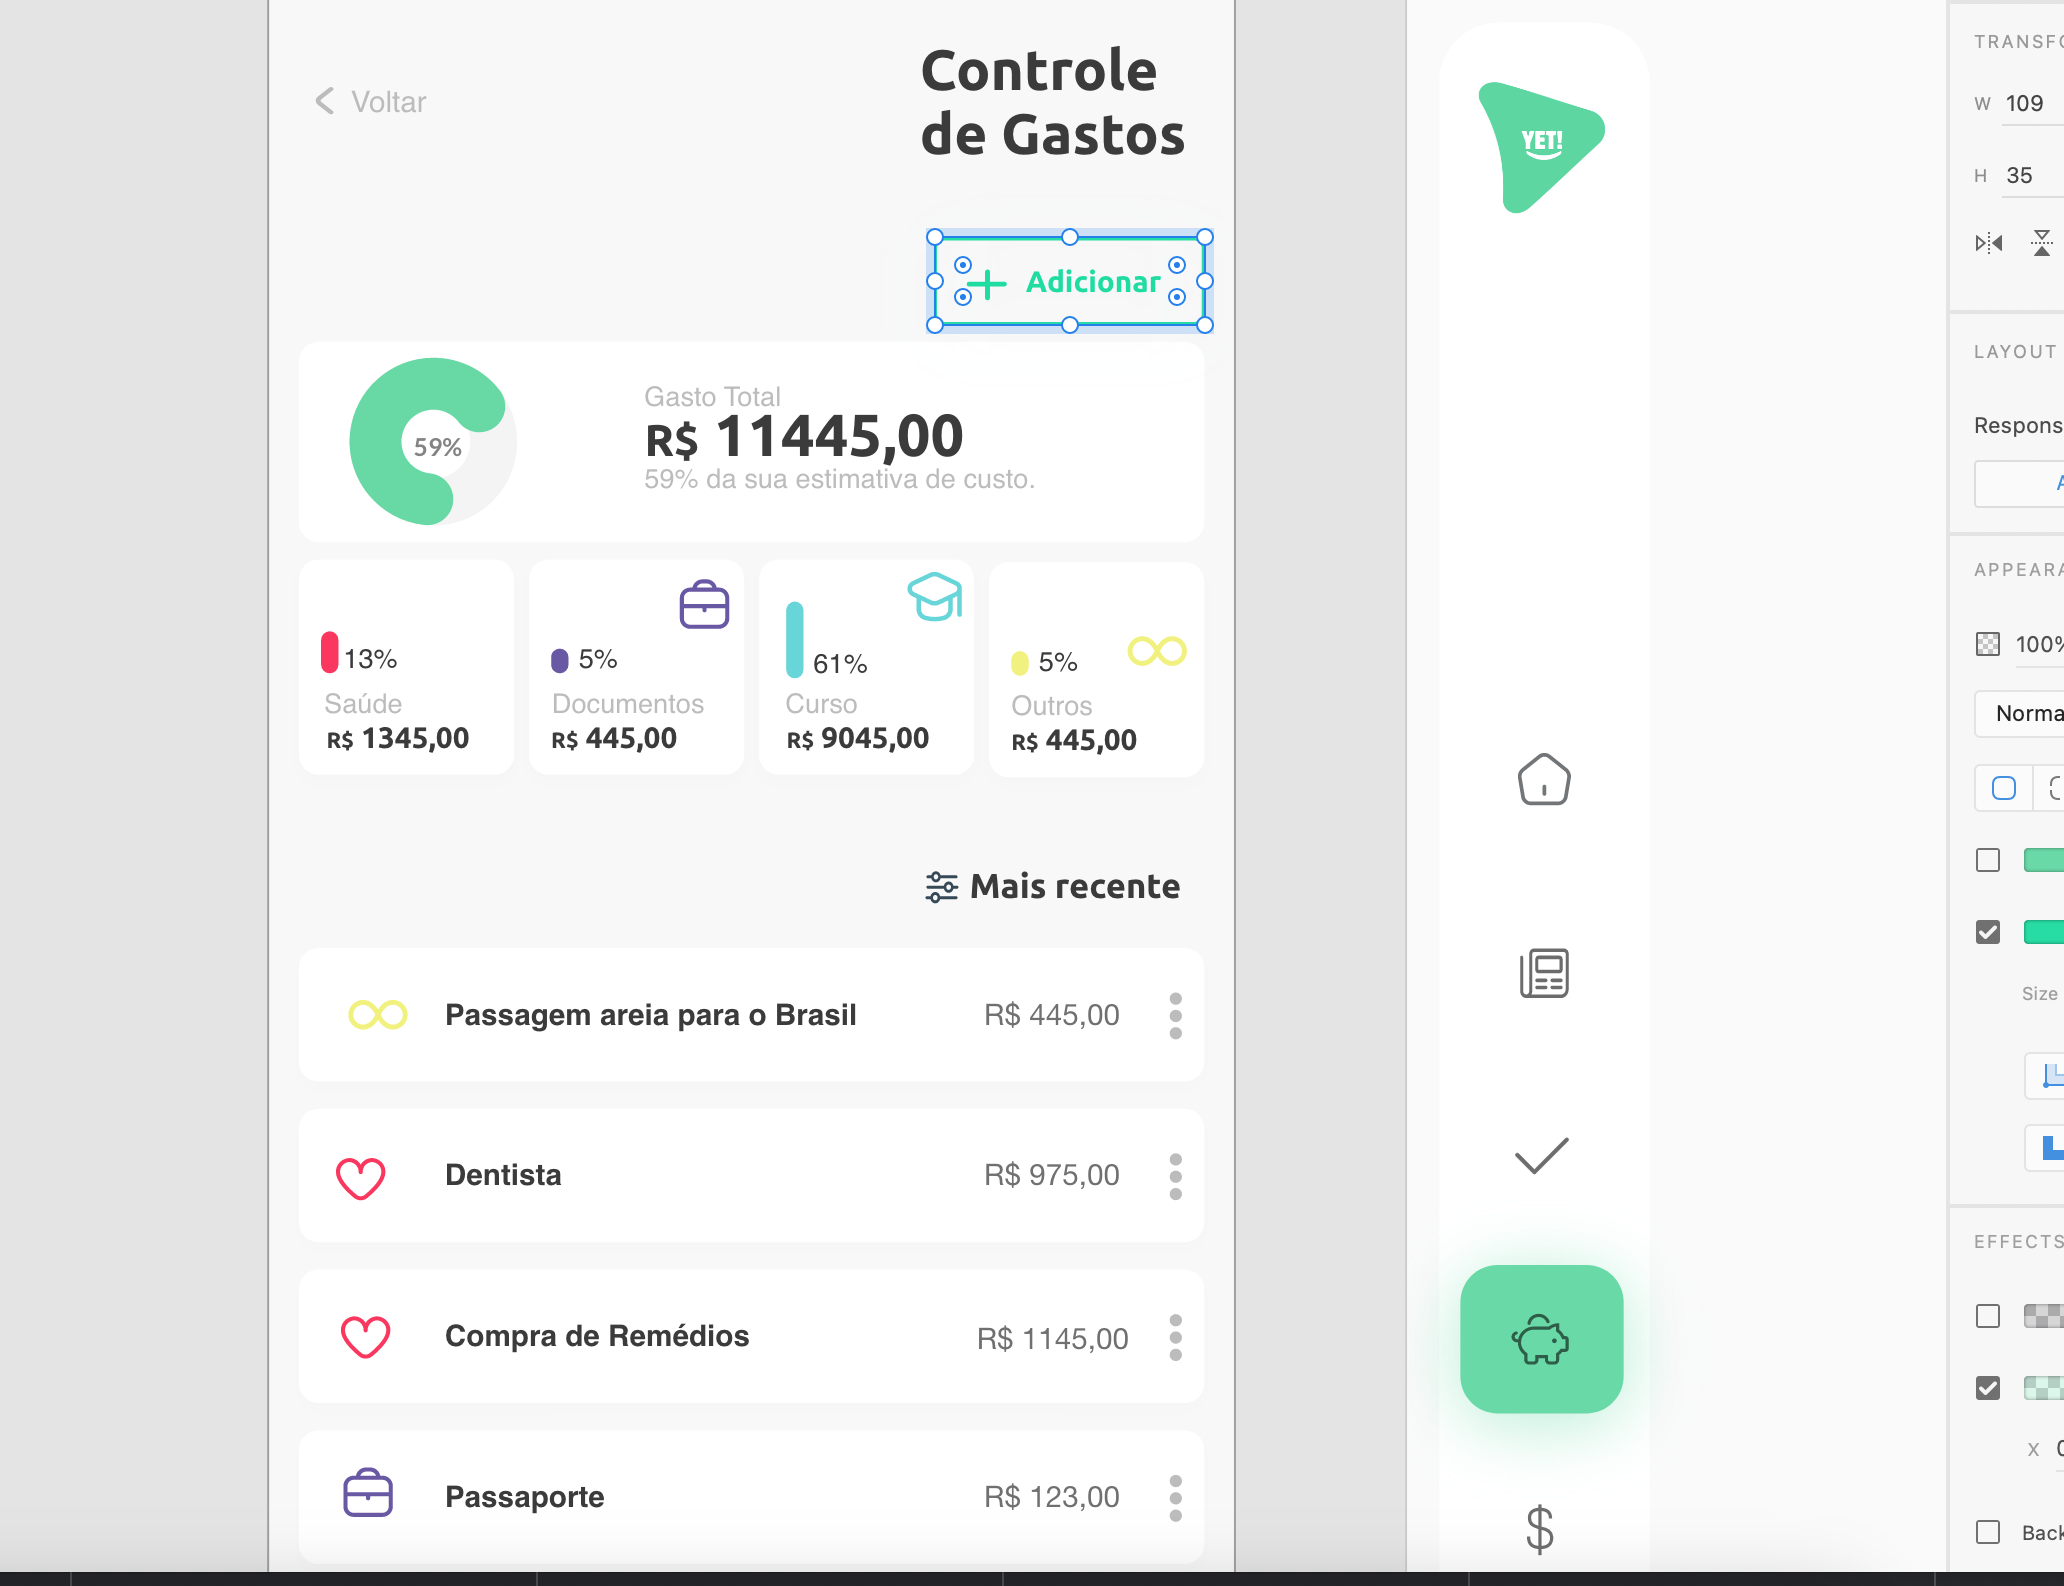 Voltar
Controle
de Gastos
Adicionar
59%
Gasto Total
R$ 11445,00
59% da sua estimativa de custo.
13%
Saúde
R$ 1345,00
5%
Documentos
R$ 445,00
61%
Curso
R$ 9045,00
5%
Outros
R$ 445,00
Mais recente
Passagem areia para o Brasil
R$ 445,00
Dentista
R$ 975,00
Compra de Remédios
R$ 1145,00
Passaporte
R$ 123,00
YET!
$
TRANSFO
W 109
H 35
LAYOUT
Respons
A
APPEARA
100%
Norma
Size
EFFECTS
X 0
Back